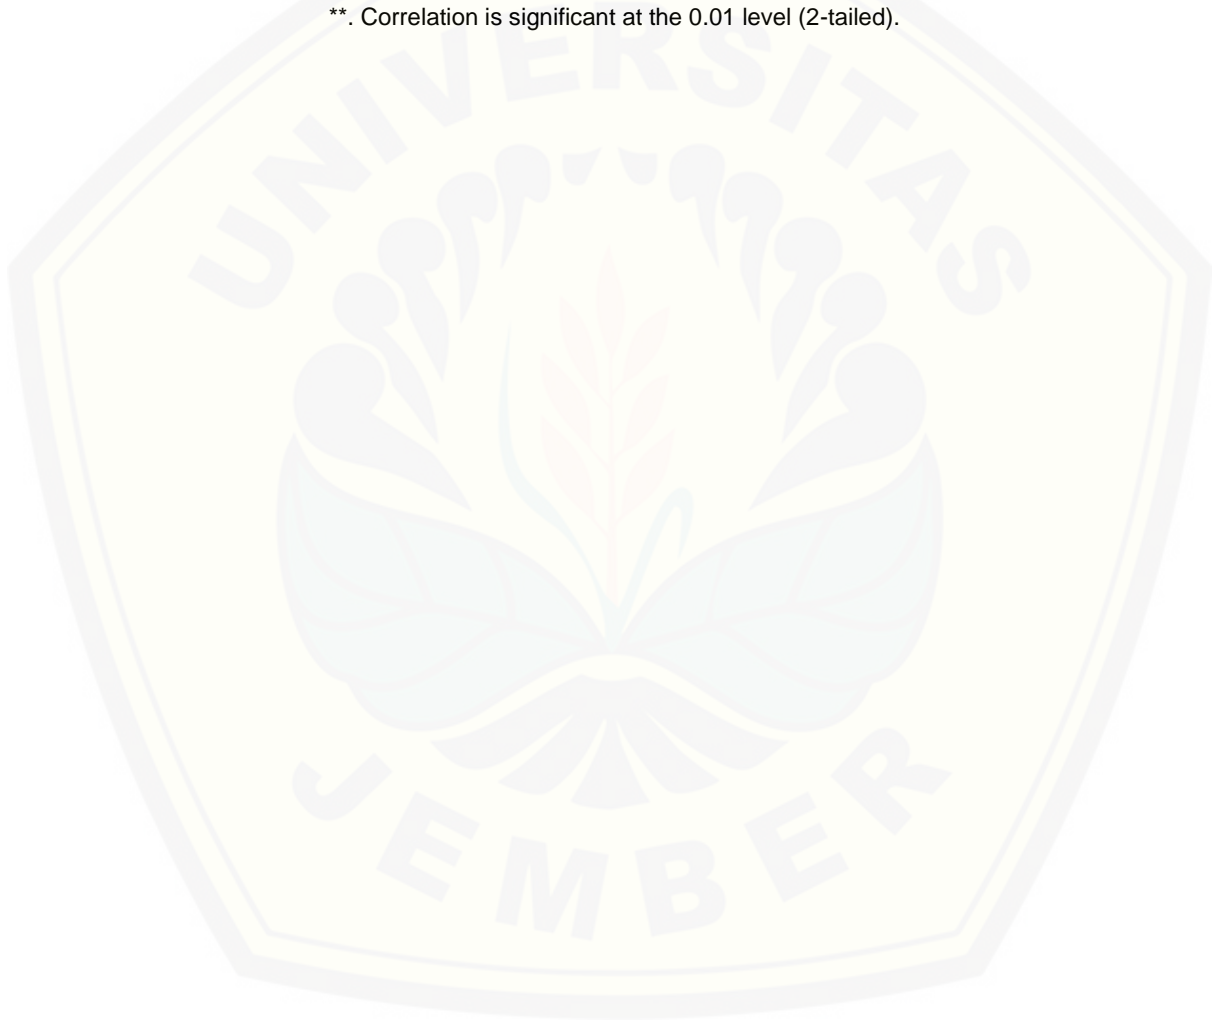 **. Correlation is significant at the 0.01 level (2-tailed).
UNIVERSITAS
JEMBER